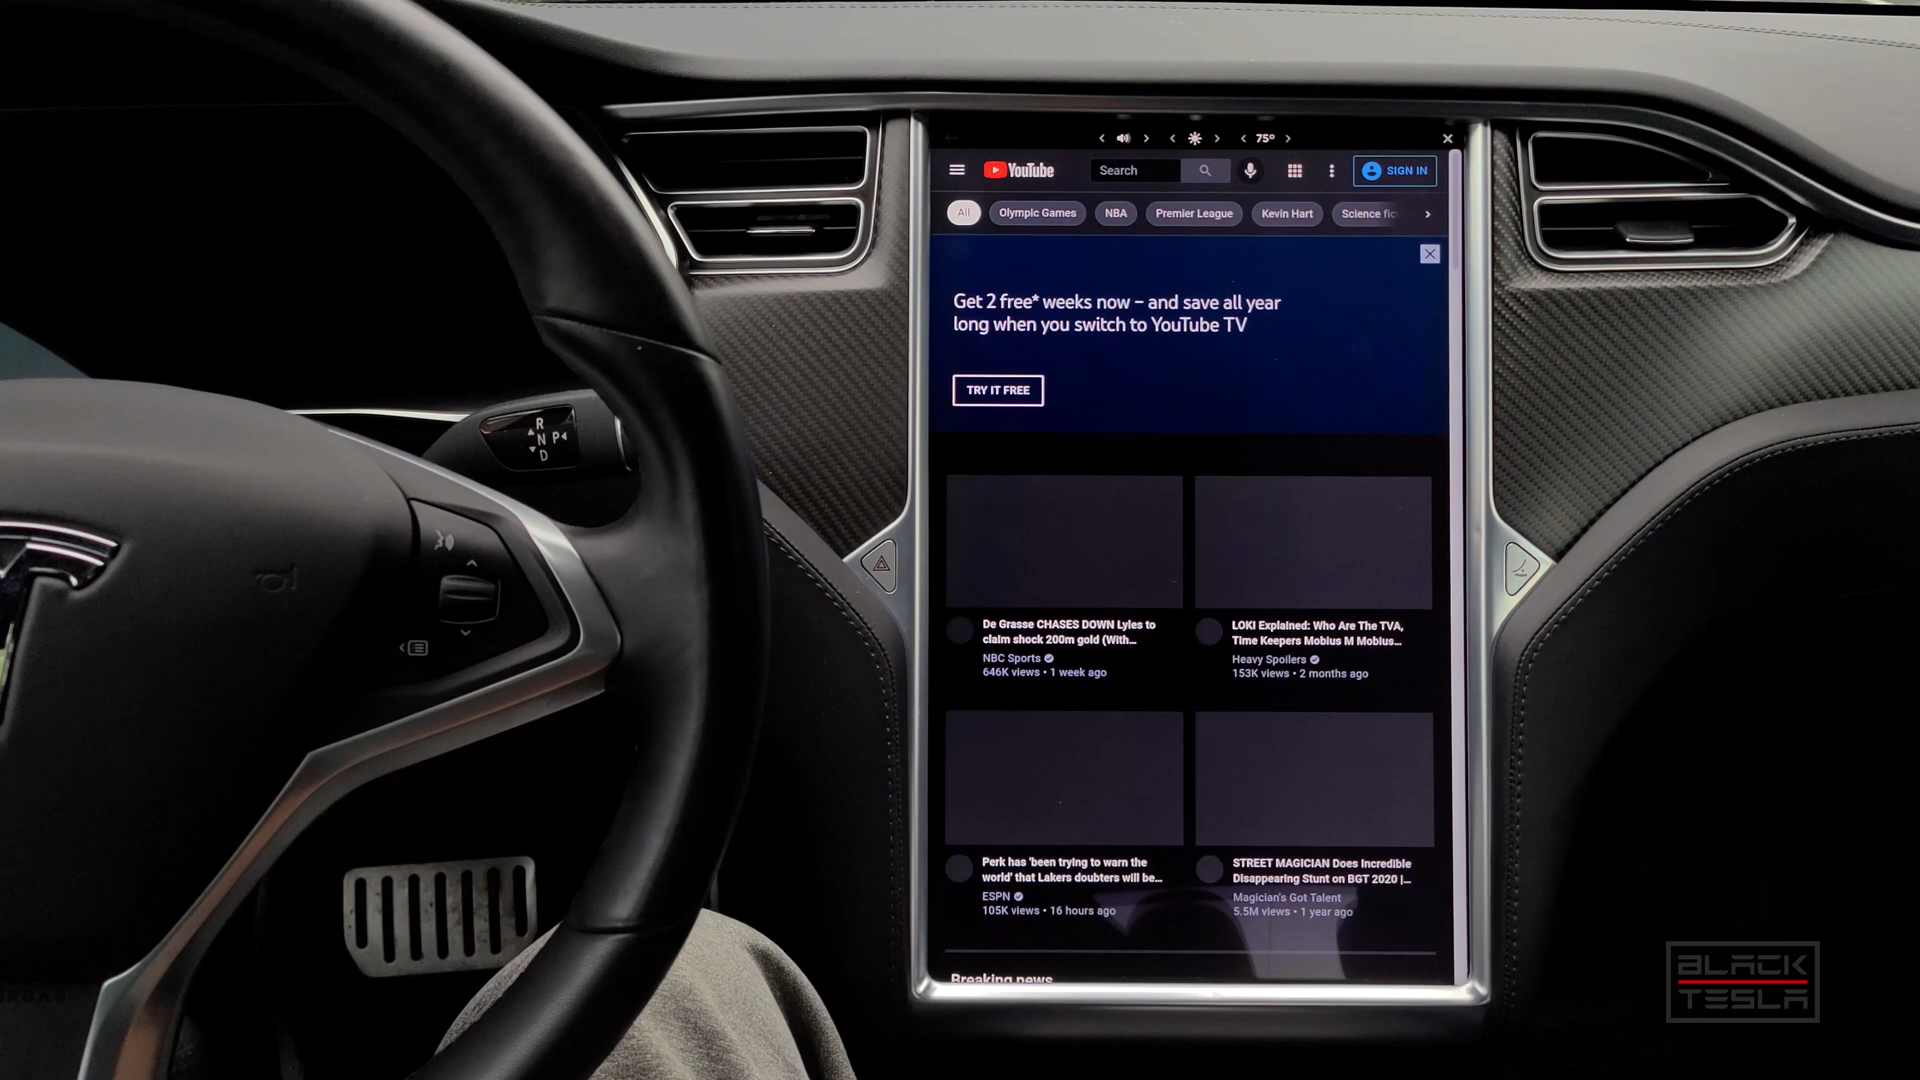 75°
YouTube
Search
SIGN IN
All
Olympic Games
NBA
Premier League
Kevin Hart
Science fic
Get 2 free* weeks now – and save all year
long when you switch to YouTube TV
TRY IT FREE
R
N P
D
De Grasse CHASES DOWN Lyles to
claim shock 200m gold (With...
NBC Sports
646K views • 1 week ago
LOKI Explained: Who Are The TVA,
Time Keepers Mobius M Mobius...
Heavy Spoilers
153K views • 2 months ago
Perk has 'been trying to warn the
world' that Lakers doubters will be...
ESPN
105K views • 16 hours ago
STREET MAGICIAN Does Incredible
Disappearing Stunt on BGT 2020 |...
Magician's Got Talent
5.5M views • 1 year ago
Breaking news
BLACK
TESLA